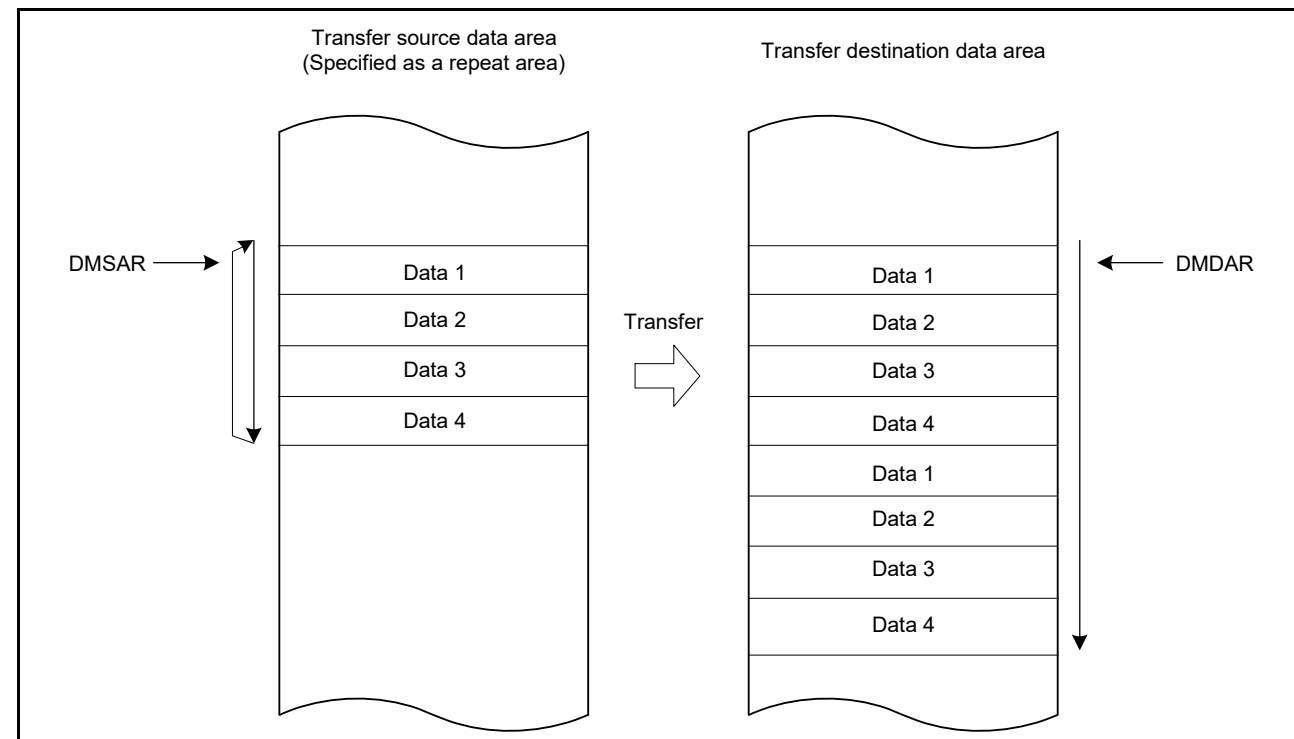 Transfer source data area
(Specified as a repeat area)
Transfer destination data area
DMSAR
Data 1
Data 2
Data 3
Data 4
Transfer
Data 1
Data 2
Data 3
Data 4
Data 1
Data 2
Data 3
Data 4
DMDAR